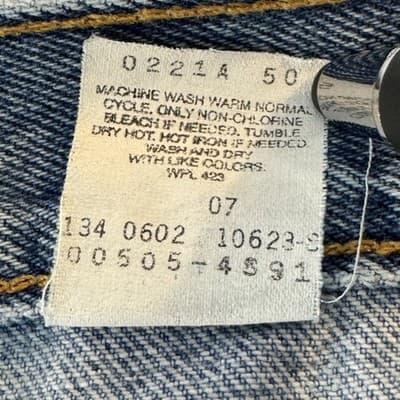 02214 50
MACHINE WASH WARM NORMAL
CYCLE. ONLY NON-CHLORINE
BLEACH IF NEEDED. TUMBLE
DRY HOT. HOT IRON IF NEEDED.
WASH AND DRY
WITH LIKE COLORS.
WPL 423
07
134 0602 10623-S
00505-4891